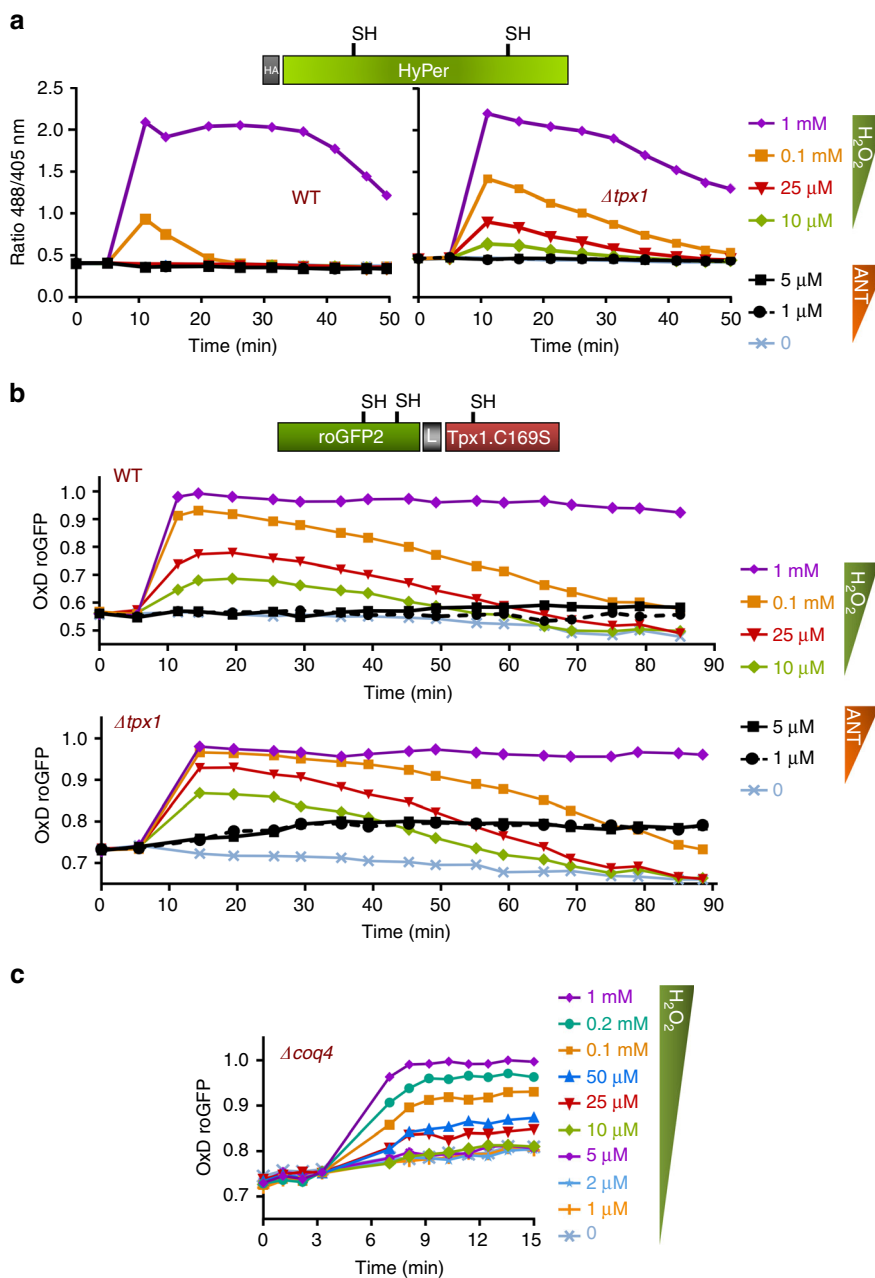 a
SH SH
HA HyPer
2.5
2.0
1.5
1.0
0.5
0.0
Ratio 488/405 nm
WT
Δtpx1
0 10 20 30 40 50
0 10 20 30 40 50
Time (min)
Time (min)
1 mM
0.1 mM
25 μM
10 μM
H₂O₂
5 μM
1 μM
0
ANT
b
SH SH SH
roGFP2 L Tpx1.C169S
WT
1.0
0.9
0.8
0.7
0.6
0.5
OxD roGFP
0 10 20 30 40 50 60 70 80 90
Time (min)
1 mM
0.1 mM
25 μM
10 μM
H₂O₂
Δtpx1
1.0
0.9
0.8
0.7
OxD roGFP
0 10 20 30 40 50 60 70 80 90
Time (min)
5 μM
1 μM
0
ANT
c
Δcoq4
1.0
0.9
0.8
0.7
OxD roGFP
0 3 6 9 12 15
Time (min)
1 mM
0.2 mM
0.1 mM
50 μM
25 μM
10 μM
5 μM
2 μM
1 μM
0
H₂O₂